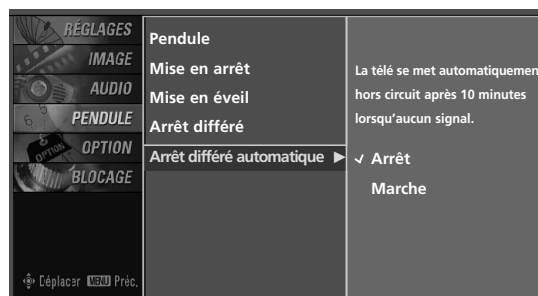 RÉGLAGES
IMAGE
AUDIO
PENDULE
OPTION
BLOCAGE
Déplacer MENU Préc.
Pendule
Mise en arrêt
Mise en éveil
Arrêt différé
Arrêt différé automatique
La télé se met automatiquemen
hors circuit après 10 minutes
lorsqu'aucun signal.
✓ Arrêt
Marche